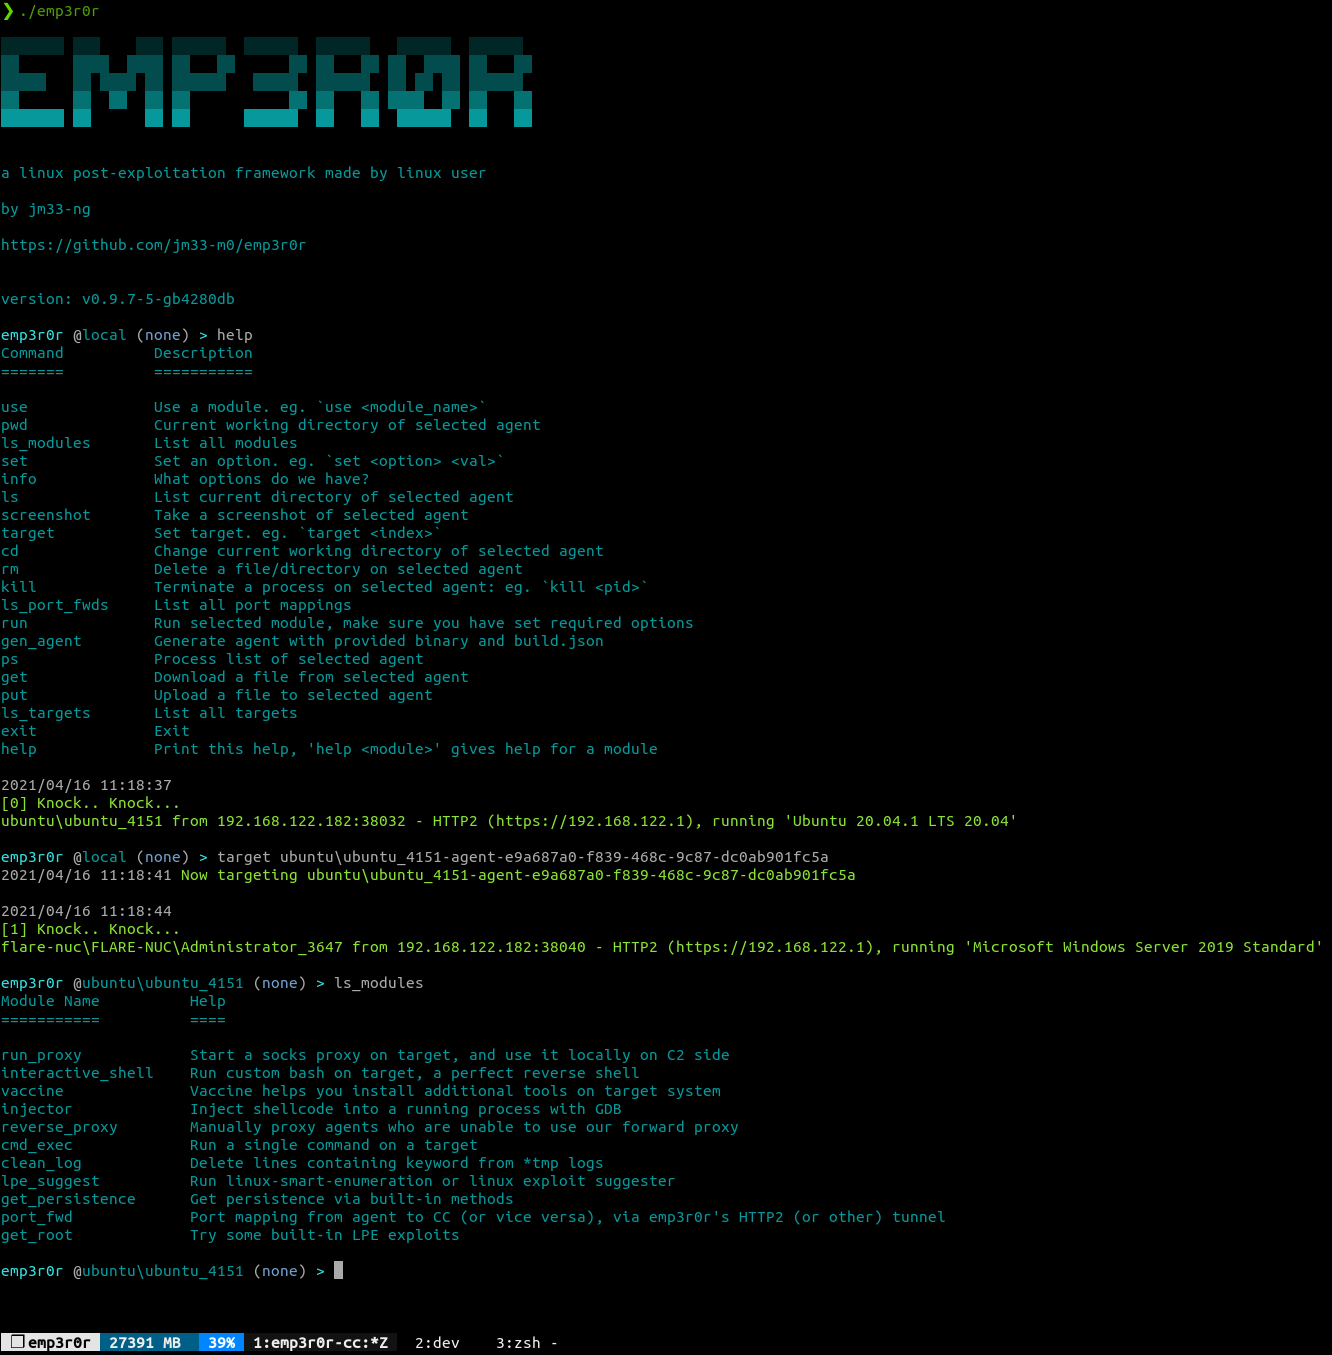 ❯ ./emp3r0r
EMP3R0R
a linux post-exploitation framework made by linux user
by jm33-ng
https://github.com/jm33-m0/emp3r0r
version: v0.9.7-5-gb4280db
emp3r0r @local (none) > help
Command          Description
=======          ===========
use              Use a module. eg. `use <module_name>`
pwd              Current working directory of selected agent
ls_modules       List all modules
set              Set an option. eg. `set <option> <val>`
info             What options do we have?
ls               List current directory of selected agent
screenshot       Take a screenshot of selected agent
target           Set target. eg. `target <index>`
cd               Change current working directory of selected agent
rm               Delete a file/directory on selected agent
kill             Terminate a process on selected agent: eg. `kill <pid>`
ls_port_fwds     List all port mappings
run              Run selected module, make sure you have set required options
gen_agent        Generate agent with provided binary and build.json
ps               Process list of selected agent
get              Download a file from selected agent
put              Upload a file to selected agent
ls_targets       List all targets
exit             Exit
help             Print this help, 'help <module>' gives help for a module
2021/04/16 11:18:37
[0] Knock.. Knock...
ubuntu\ubuntu_4151 from 192.168.122.182:38032 - HTTP2 (https://192.168.122.1), running 'Ubuntu 20.04.1 LTS 20.04'
emp3r0r @local (none) > target ubuntu\ubuntu_4151-agent-e9a687a0-f839-468c-9c87-dc0ab901fc5a
2021/04/16 11:18:41 Now targeting ubuntu\ubuntu_4151-agent-e9a687a0-f839-468c-9c87-dc0ab901fc5a
2021/04/16 11:18:44
[1] Knock.. Knock...
flare-nuc\FLARE-NUC\Administrator_3647 from 192.168.122.182:38040 - HTTP2 (https://192.168.122.1), running 'Microsoft Windows Server 2019 Standard'
emp3r0r @ubuntu\ubuntu_4151 (none) > ls_modules
Module Name          Help
===========          ====
run_proxy            Start a socks proxy on target, and use it locally on C2 side
interactive_shell    Run custom bash on target, a perfect reverse shell
vaccine              Vaccine helps you install additional tools on target system
injector             Inject shellcode into a running process with GDB
reverse_proxy        Manually proxy agents who are unable to use our forward proxy
cmd_exec             Run a single command on a target
clean_log            Delete lines containing keyword from *tmp logs
lpe_suggest          Run linux-smart-enumeration or linux exploit suggester
get_persistence      Get persistence via built-in methods
port_fwd             Port mapping from agent to CC (or vice versa), via emp3r0r's HTTP2 (or other) tunnel
get_root             Try some built-in LPE exploits
emp3r0r @ubuntu\ubuntu_4151 (none) >
❐ emp3r0r 27391 MB 39% 1:emp3r0r-cc:*Z 2:dev 3:zsh -